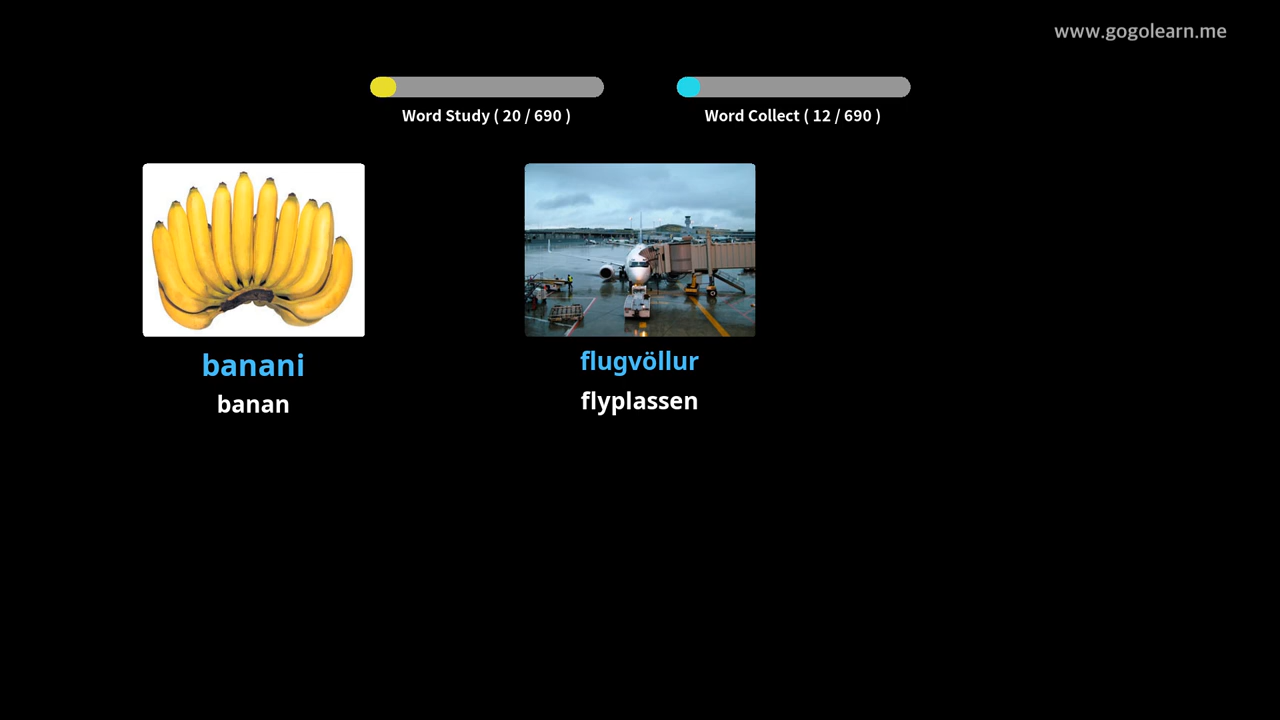 www.gogolearn.me
Word Study ( 20 / 690 )
Word Collect ( 12 / 690 )
banani
banan
flugvöllur
flyplassen